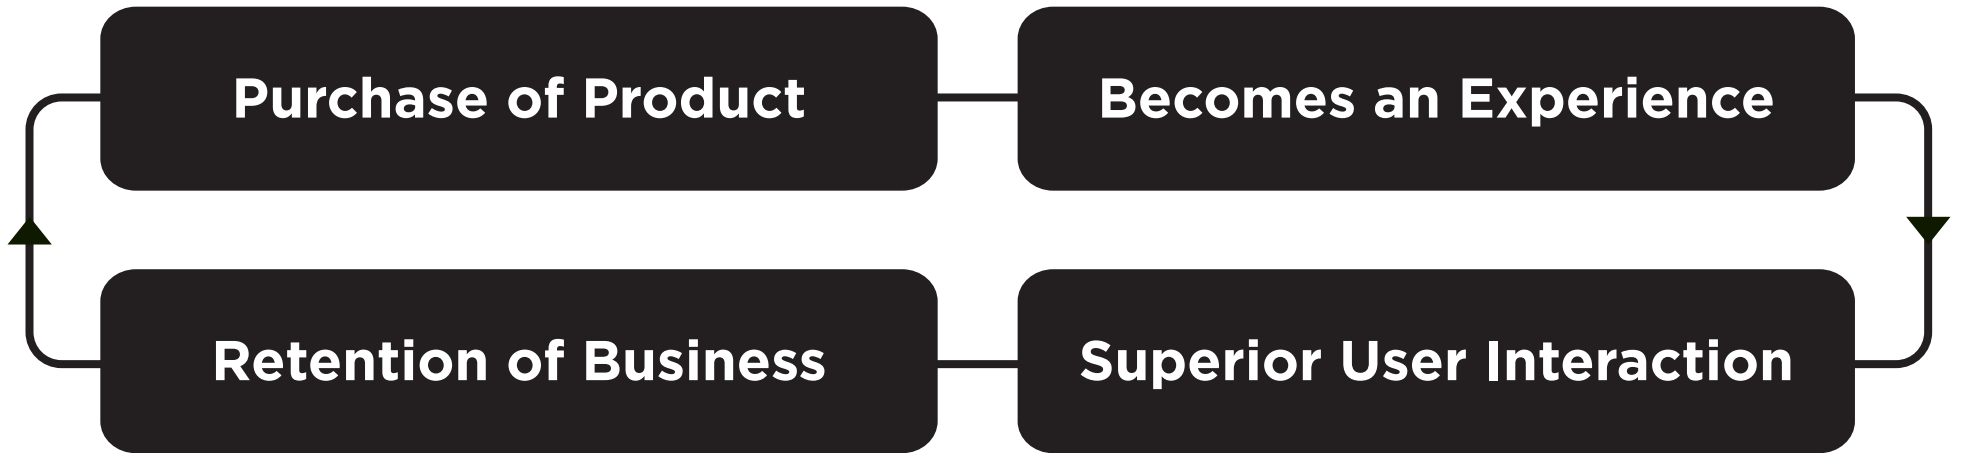 Purchase of Product
Becomes an Experience
Retention of Business
Superior User Interaction